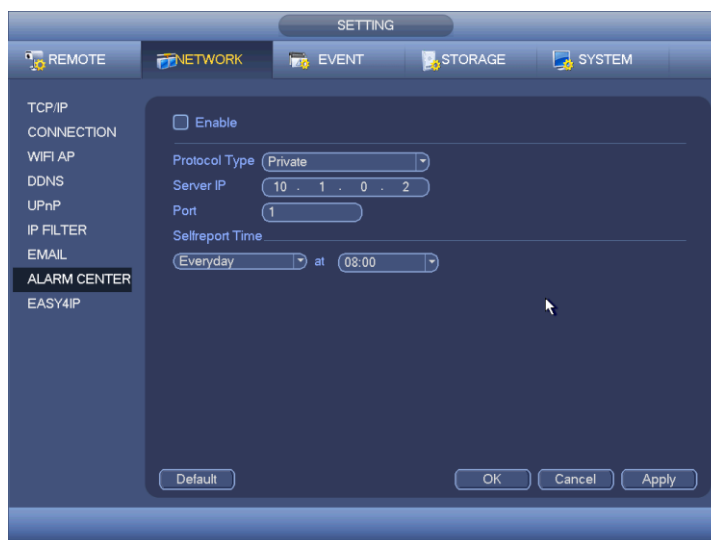 SETTING
REMOTE NETWORK EVENT STORAGE SYSTEM
TCP/IP
CONNECTION
WIFI AP
DDNS
UPnP
IP FILTER
EMAIL
ALARM CENTER
EASY4IP
Enable
Protocol Type Private
Server IP 10 . 1 . 0 . 2
Port 1
Selfreport Time
Everyday at 08:00
Default OK Cancel Apply